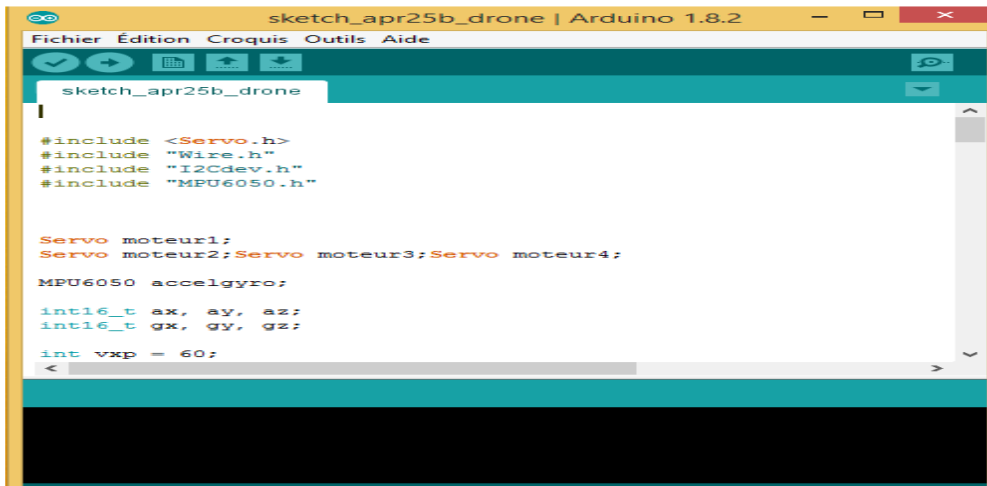 sketch_apr25b_drone | Arduino 1.8.2
Fichier Édition Croquis Outils Aide
sketch_apr25b_drone
#include <Servo.h>
#include "Wire.h"
#include "I2Cdev.h"
#include "MPU6050.h"
Servo moteur1;
Servo moteur2;Servo moteur3;Servo moteur4;
MPU6050 accelgyro;
int16_t ax, ay, az;
int16_t gx, gy, gz;
int vxp = 60;